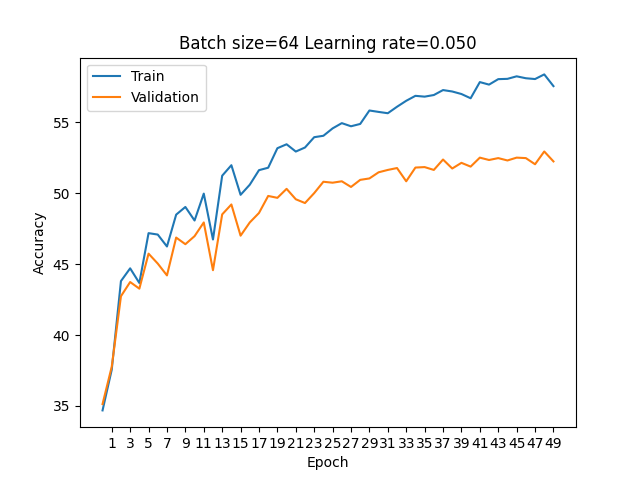 Batch size=64 Learning rate=0.050
Train
Validation
55
50
45
40
35
Accuracy
1 3 5 7 9 11 13 15 17 19 21 23 25 27 29 31 33 35 37 39 41 43 45 47 49
Epoch